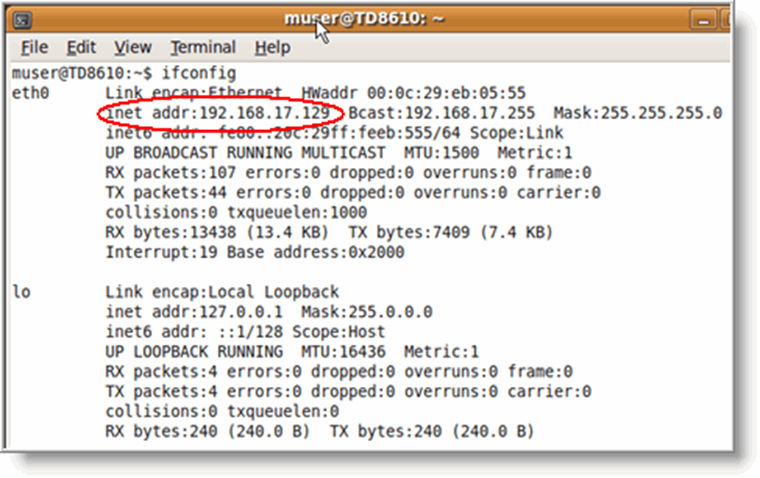 muser@TD8610: ~
File Edit View Terminal Help
muser@TD8610:~$ ifconfig
eth0 Link encap:Ethernet HWaddr 00:0c:29:eb:05:55
inet addr:192.168.17.129 Bcast:192.168.17.255 Mask:255.255.255.0
inet6 addr: fe80::20c:29ff:feeb:555/64 Scope:Link
UP BROADCAST RUNNING MULTICAST MTU:1500 Metric:1
RX packets:107 errors:0 dropped:0 overruns:0 frame:0
TX packets:44 errors:0 dropped:0 overruns:0 carrier:0
collisions:0 txqueuelen:1000
RX bytes:13438 (13.4 KB) TX bytes:7409 (7.4 KB)
Interrupt:19 Base address:0x2000
lo Link encap:Local Loopback
inet addr:127.0.0.1 Mask:255.0.0.0
inet6 addr: ::1/128 Scope:Host
UP LOOPBACK RUNNING MTU:16436 Metric:1
RX packets:4 errors:0 dropped:0 overruns:0 frame:0
TX packets:4 errors:0 dropped:0 overruns:0 carrier:0
collisions:0 txqueuelen:0
RX bytes:240 (240.0 B) TX bytes:240 (240.0 B)